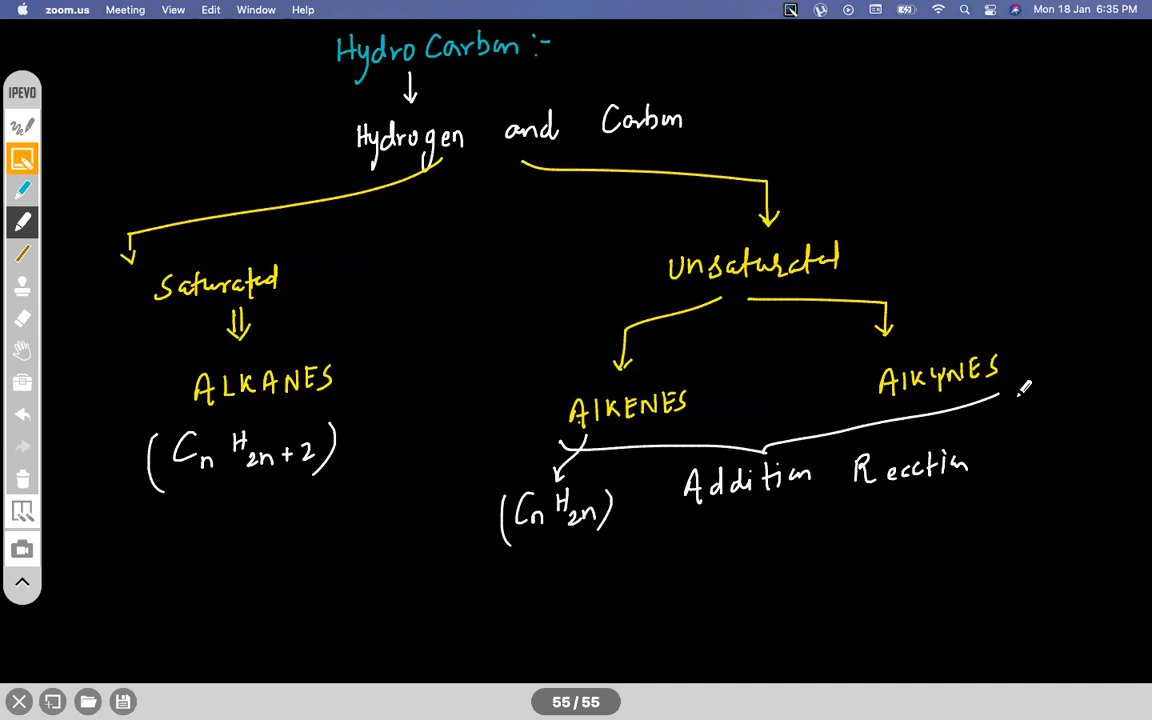 zoom.us Meeting View Edit Window Help Mon 18 Jan 6:35 PM
IPEVO
Hydro Carbon :-
Hydrogen and Carbon
Saturated
Unsaturated
ALKANES
AlKENES
AlKYNES
(Cn H2n+2)
(Cn H2n)
Addition Reection
55/55